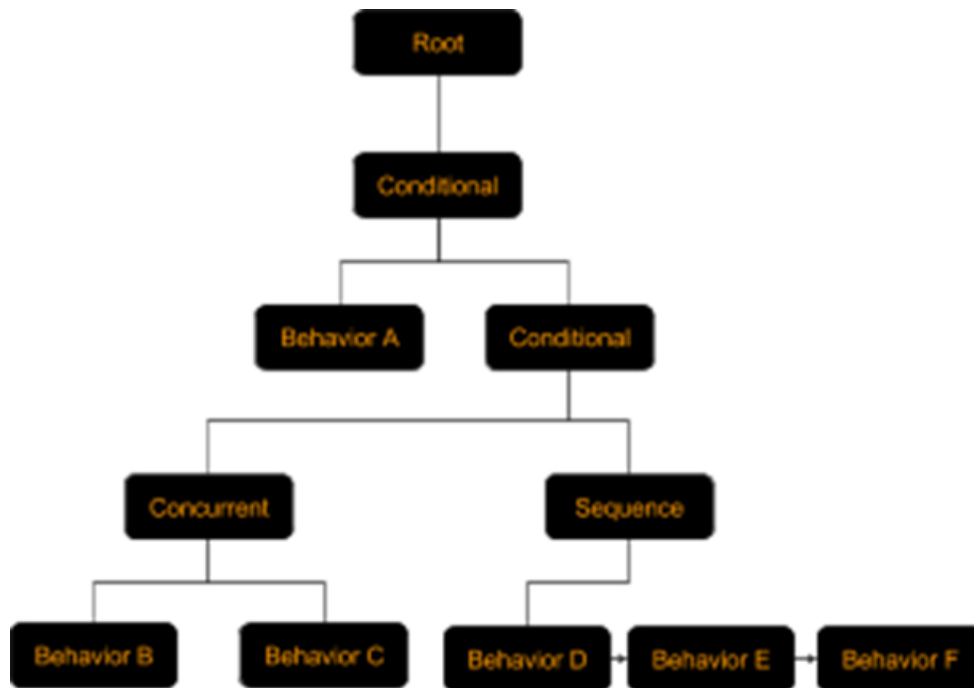 Root
Conditional
Behavior A
Conditional
Concurrent
Sequence
Behavior B
Behavior C
Behavior D
Behavior E
Behavior F